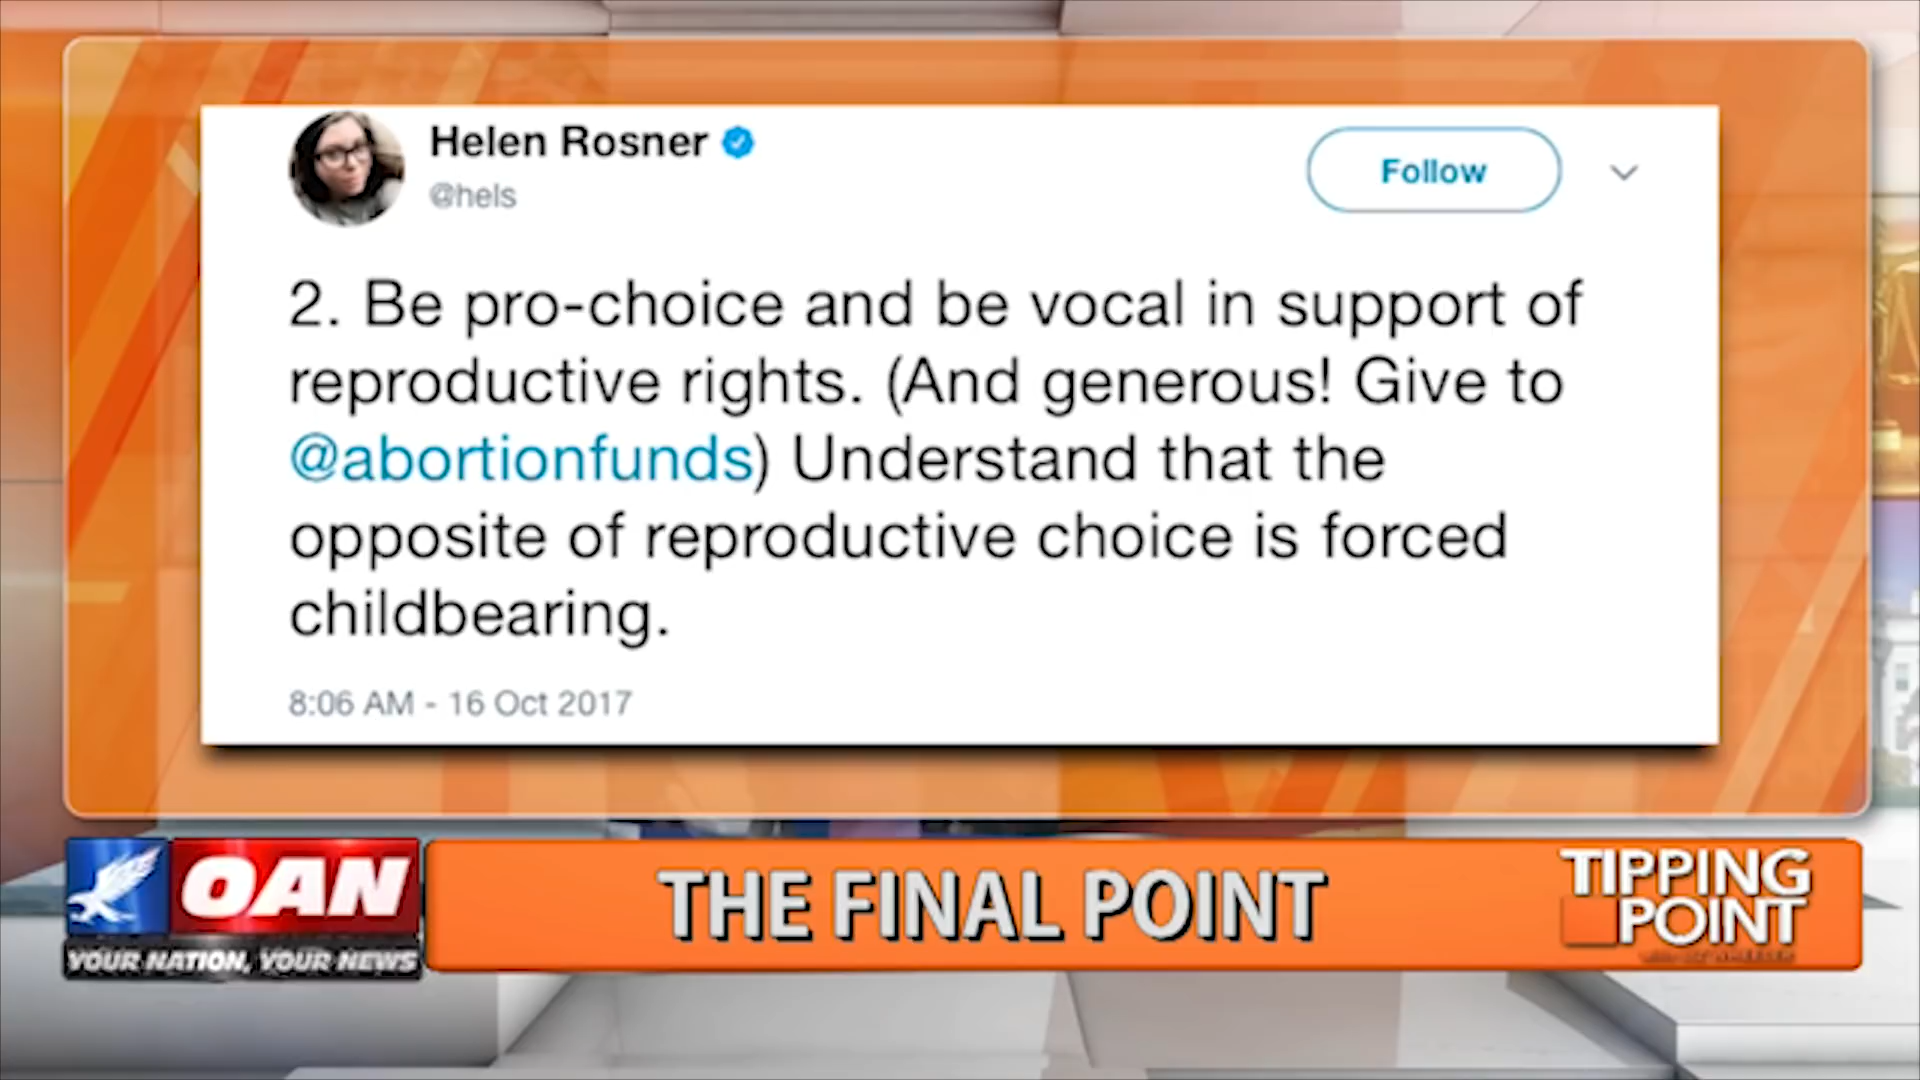 Helen Rosner
@hels
Follow
2. Be pro-choice and be vocal in support of
reproductive rights. (And generous! Give to
@abortionfunds) Understand that the
opposite of reproductive choice is forced
childbearing.
8:06 AM - 16 Oct 2017
OAN
YOUR NATION, YOUR NEWS
THE FINAL POINT
TIPPING
POINT